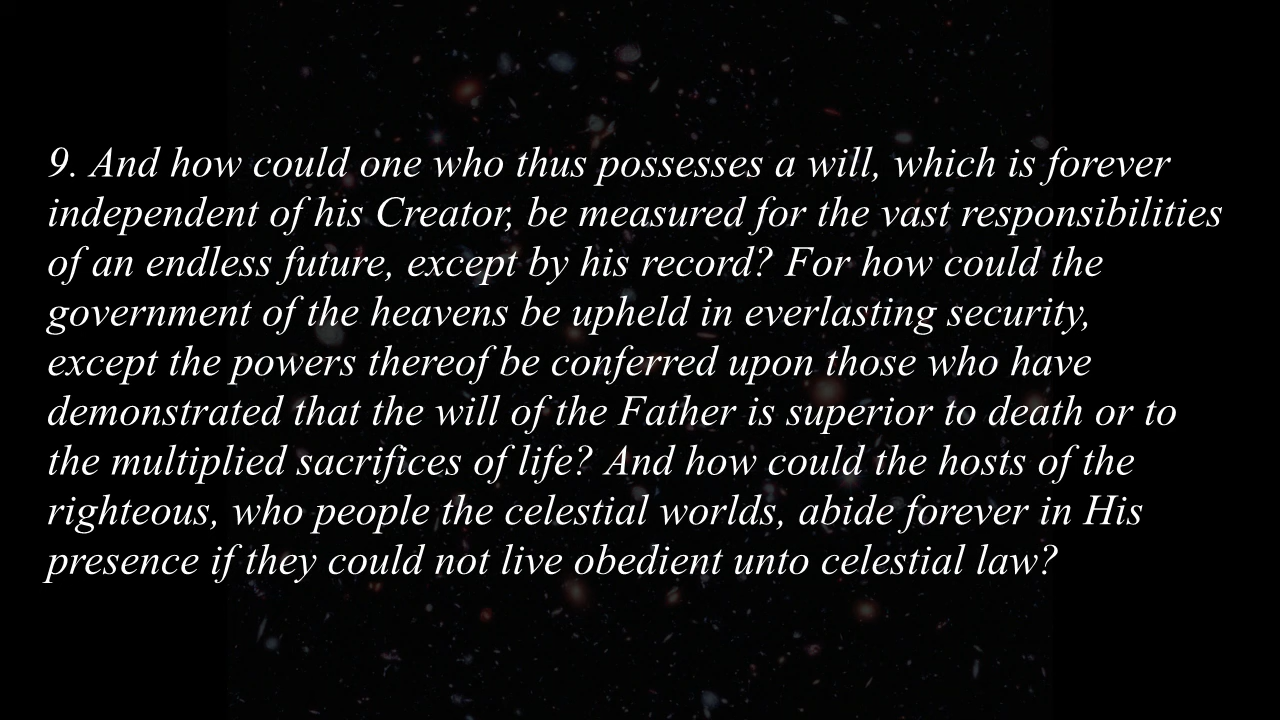 9. And how could one who thus possesses a will, which is forever
independent of his Creator, be measured for the vast responsibilities
of an endless future, except by his record? For how could the
government of the heavens be upheld in everlasting security,
except the powers thereof be conferred upon those who have
demonstrated that the will of the Father is superior to death or to
the multiplied sacrifices of life? And how could the hosts of the
righteous, who people the celestial worlds, abide forever in His
presence if they could not live obedient unto celestial law?